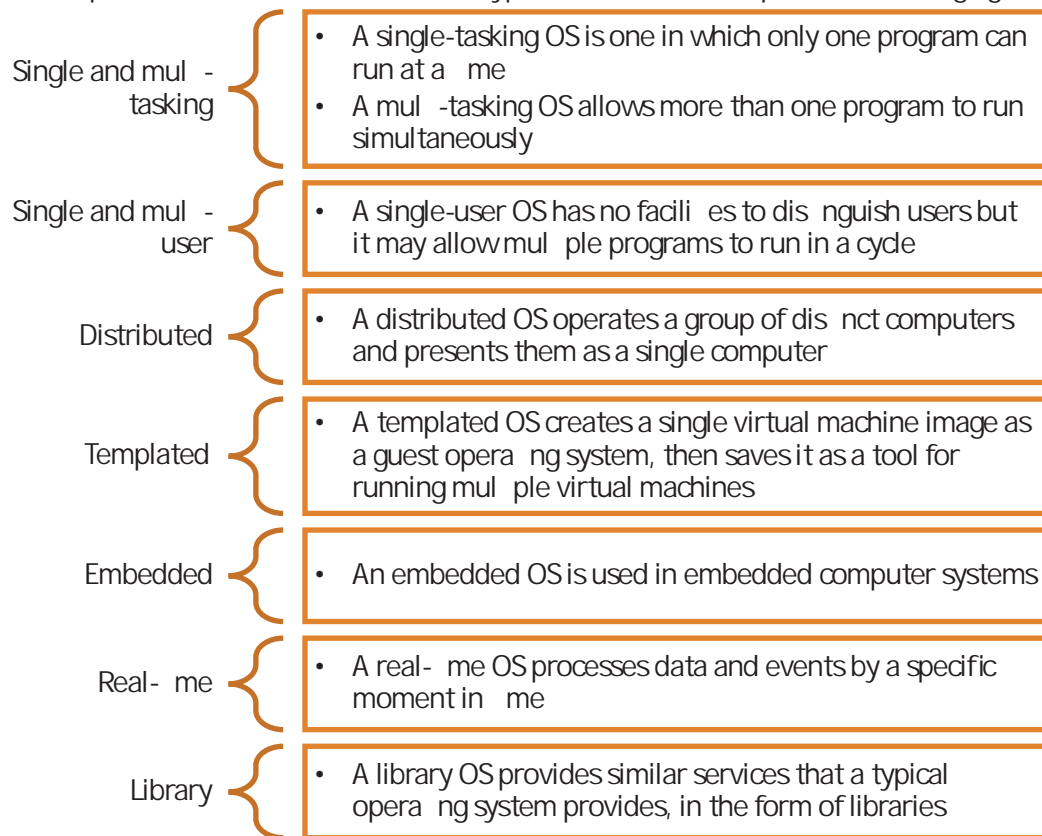 Single and mul -
tasking
• A single-tasking OS is one in which only one program can
run at a me
• A mul -tasking OS allows more than one program to run
simultaneously
Single and mul -
user
• A single-user OS has no facili es to dis nguish users but
it may allow mul ple programs to run in a cycle
Distributed
• A distributed OS operates a group of dis nct computers
and presents them as a single computer
Templated
• A templated OS creates a single virtual machine image as
a guest opera ng system, then saves it as a tool for
running mul ple virtual machines
Embedded
• An embedded OS is used in embedded computer systems
Real- me
• A real- me OS processes data and events by a specific
moment in me
Library
• A library OS provides similar services that a typical
opera ng system provides, in the form of libraries